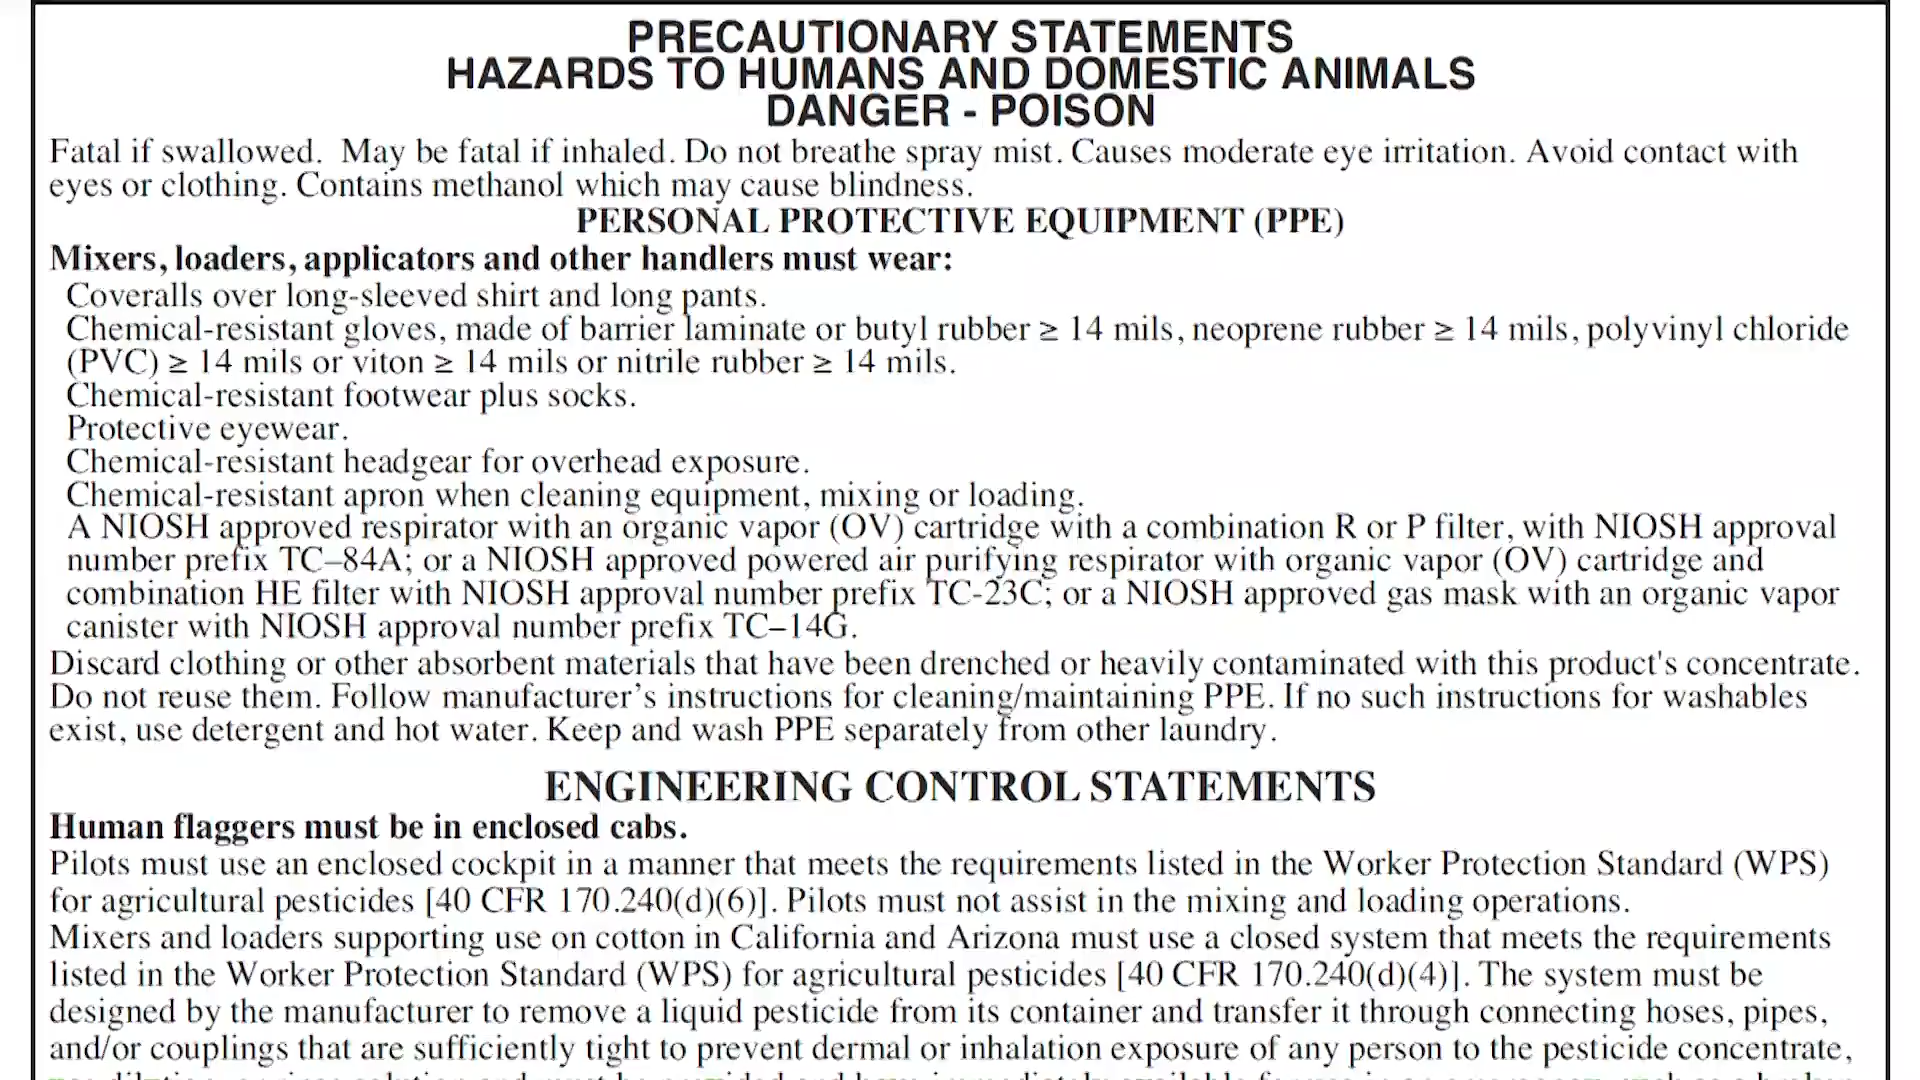 PRECAUTIONARY STATEMENTS
HAZARDS TO HUMANS AND DOMESTIC ANIMALS
DANGER - POISON
Fatal if swallowed. May be fatal if inhaled. Do not breathe spray mist. Causes moderate eye irritation. Avoid contact with
eyes or clothing. Contains methanol which may cause blindness.
PERSONAL PROTECTIVE EQUIPMENT (PPE)
Mixers, loaders, applicators and other handlers must wear:
Coveralls over long-sleeved shirt and long pants.
Chemical-resistant gloves, made of barrier laminate or butyl rubber ≥ 14 mils, neoprene rubber ≥ 14 mils, polyvinyl chloride
(PVC) ≥ 14 mils or viton ≥ 14 mils or nitrile rubber ≥ 14 mils.
Chemical-resistant footwear plus socks.
Protective eyewear.
Chemical-resistant headgear for overhead exposure.
Chemical-resistant apron when cleaning equipment, mixing or loading.
A NIOSH approved respirator with an organic vapor (OV) cartridge with a combination R or P filter, with NIOSH approval
number prefix TC–84A; or a NIOSH approved powered air purifying respirator with organic vapor (OV) cartridge and
combination HE filter with NIOSH approval number prefix TC-23C; or a NIOSH approved gas mask with an organic vapor
canister with NIOSH approval number prefix TC–14G.
Discard clothing or other absorbent materials that have been drenched or heavily contaminated with this product's concentrate.
Do not reuse them. Follow manufacturer’s instructions for cleaning/maintaining PPE. If no such instructions for washables
exist, use detergent and hot water. Keep and wash PPE separately from other laundry.
ENGINEERING CONTROL STATEMENTS
Human flaggers must be in enclosed cabs.
Pilots must use an enclosed cockpit in a manner that meets the requirements listed in the Worker Protection Standard (WPS)
for agricultural pesticides [40 CFR 170.240(d)(6)]. Pilots must not assist in the mixing and loading operations.
Mixers and loaders supporting use on cotton in California and Arizona must use a closed system that meets the requirements
listed in the Worker Protection Standard (WPS) for agricultural pesticides [40 CFR 170.240(d)(4)]. The system must be
designed by the manufacturer to remove a liquid pesticide from its container and transfer it through connecting hoses, pipes,
and/or couplings that are sufficiently tight to prevent dermal or inhalation exposure of any person to the pesticide concentrate,